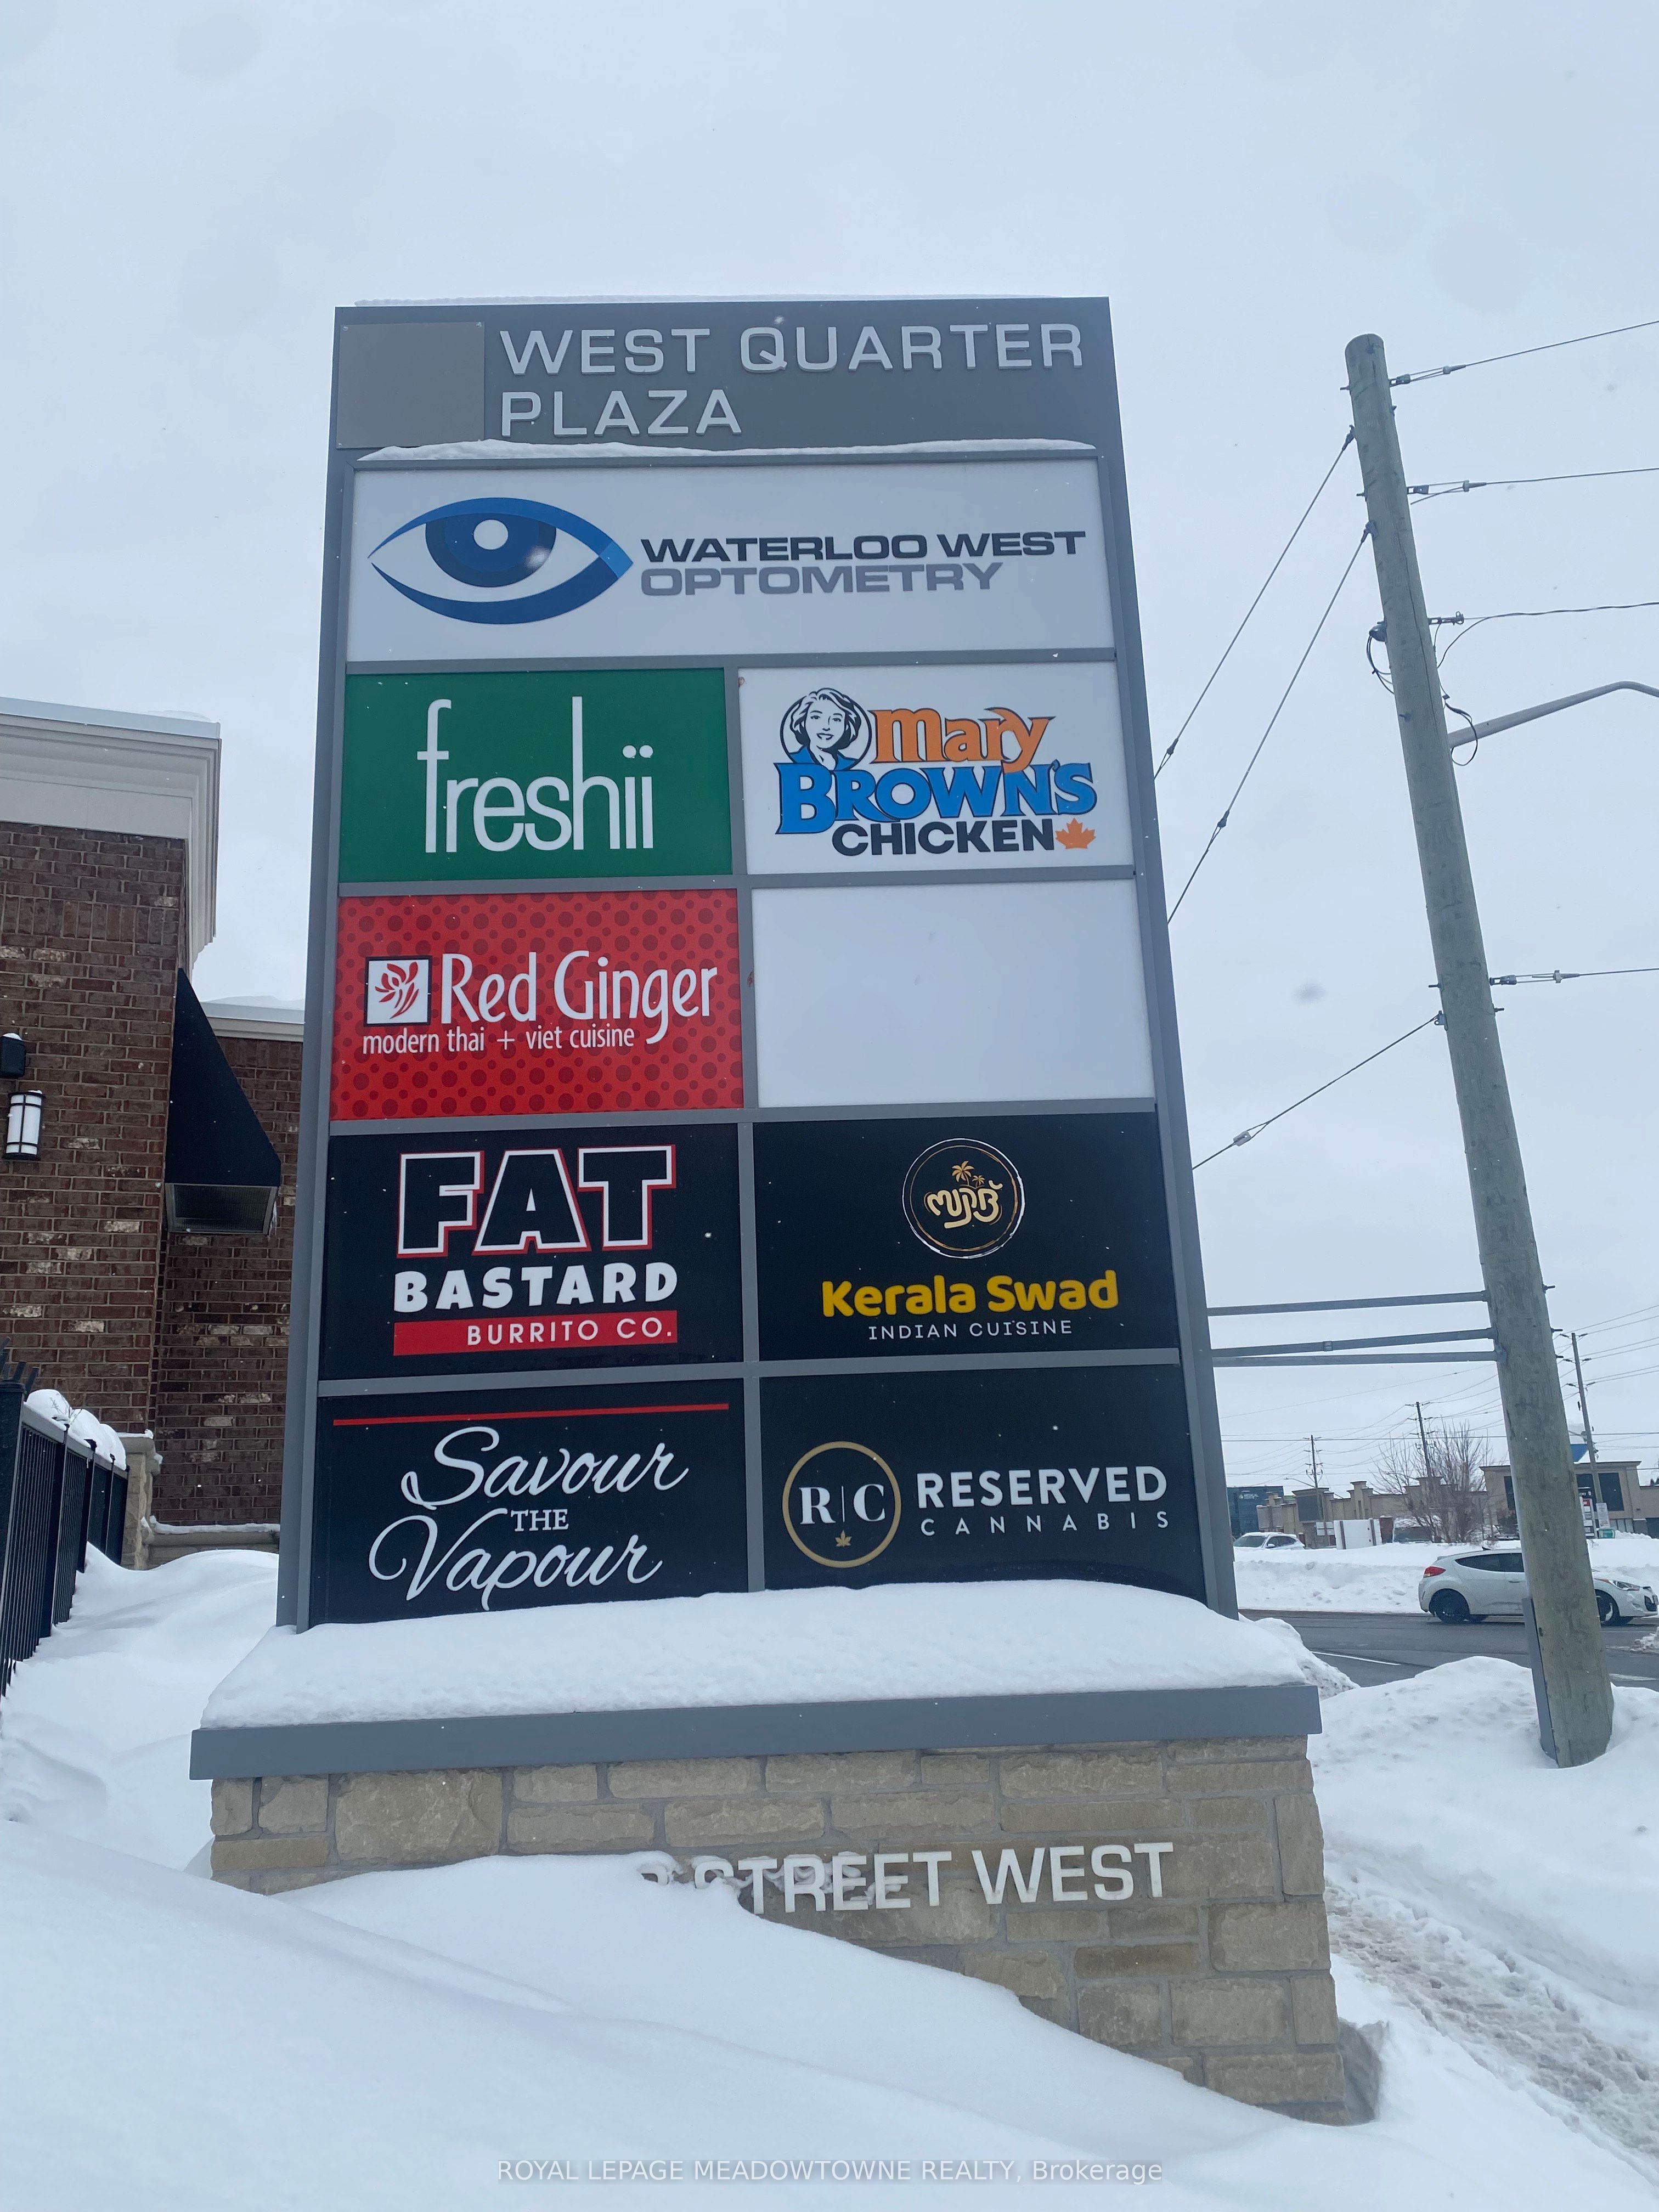 WEST QUARTER
PLAZA
WATERLOO WEST
OPTOMETRY
freshii
mary
BROWN'S
CHICKEN
Red Ginger
modern thai + viet cuisine
FAT
BASTARD
BURRITO CO.
സ്വാദ്
Kerala Swad
INDIAN CUISINE
Savour
THE
Vapour
R|C
RESERVED
CANNABIS
STREET WEST
ROYAL LEPAGE MEADOWTOWNE REALTY, Brokerage